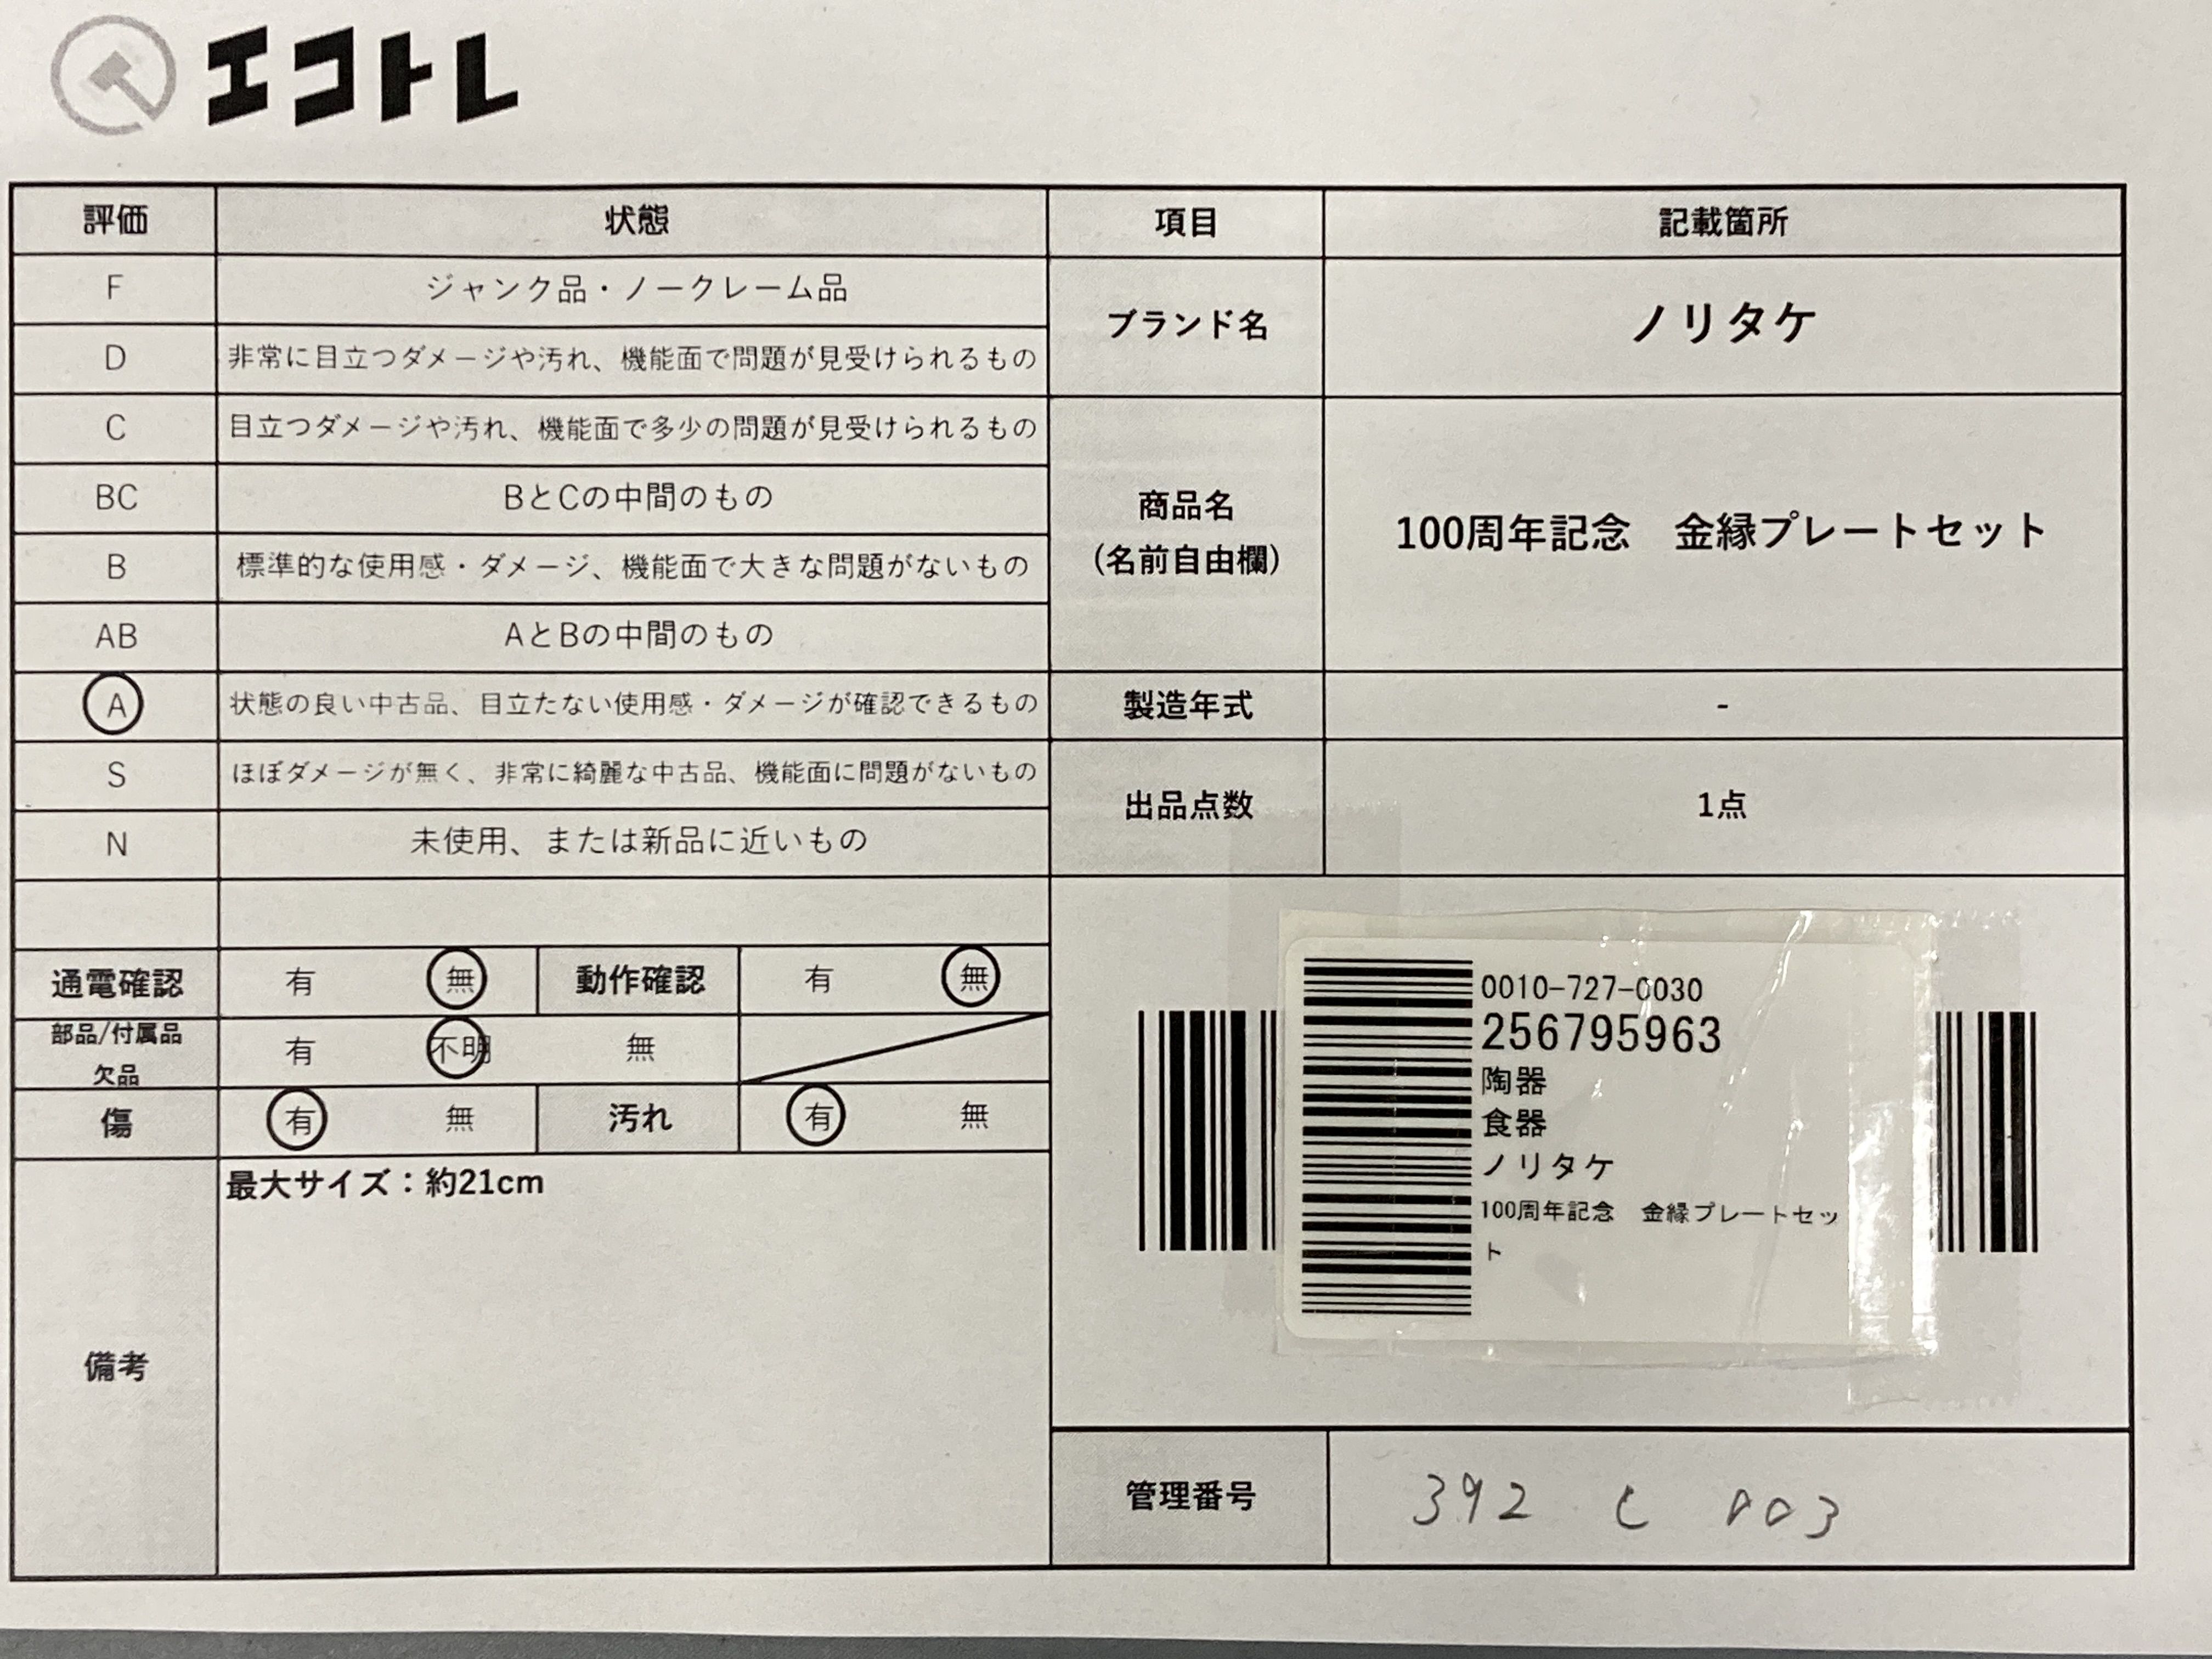 エコトレ
評価 状態 項目 記載箇所
F ジャンク品・ノークレーム品
ブランド名 ノリタケ
D 非常に目立つダメージや汚れ、機能面で問題が見受けられるもの
C 目立つダメージや汚れ、機能面で多少の問題が見受けられるもの
BC BとCの中間のもの
商品名
(名前自由欄)
100周年記念　金縁プレートセット
B 標準的な使用感・ダメージ、機能面で大きな問題がないもの
AB AとBの中間のもの
A 状態の良い中古品、目立たない使用感・ダメージが確認できるもの
製造年式 -
S ほぼダメージが無く、非常に綺麗な中古品、機能面に問題がないもの
出品点数 1点
N 未使用、または新品に近いもの
通電確認 有 無 動作確認 有 無
部品/付属品
欠品
有 不明 無
傷 有 無 汚れ 有 無
備考
最大サイズ：約21cm
0010-727-0030
256795963
陶器
食器
ノリタケ
100周年記念　金縁プレートセッ
ト
管理番号 392 C 003